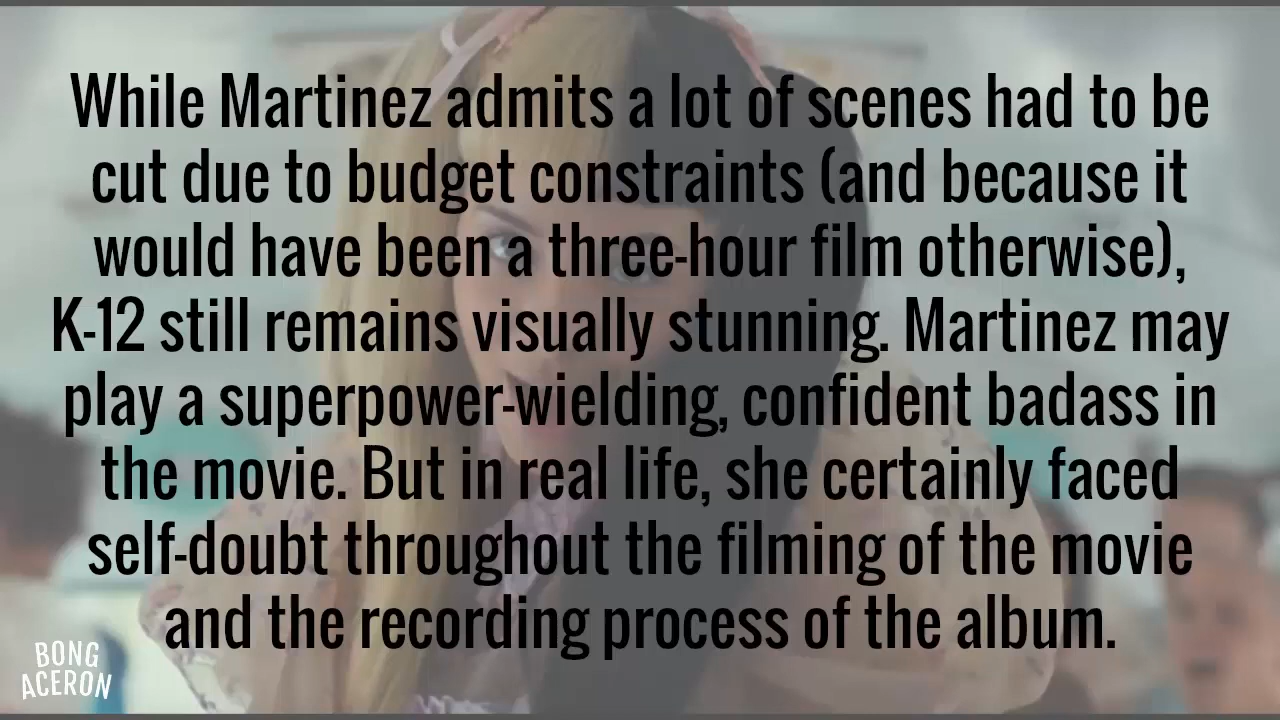 While Martinez admits a lot of scenes had to be
cut due to budget constraints (and because it
would have been a three-hour film otherwise),
K-12 still remains visually stunning. Martinez may
play a superpower-wielding, confident badass in
the movie. But in real life, she certainly faced
self-doubt throughout the filming of the movie
and the recording process of the album.
BONG
ACERON